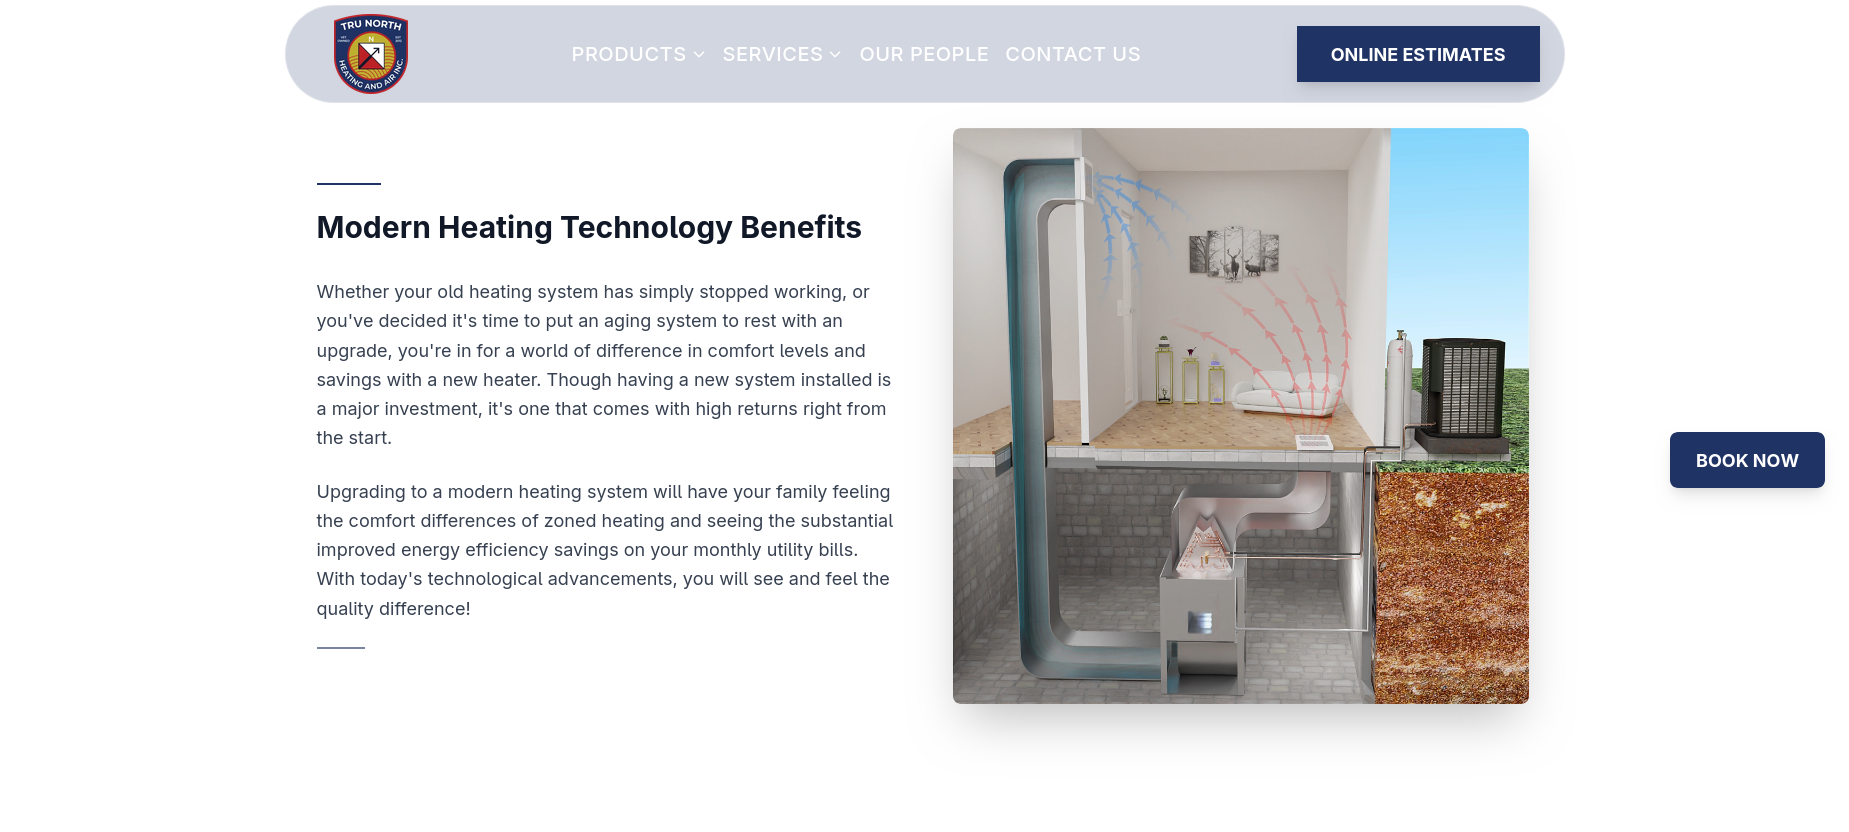 TRU NORTH
N
HEATING AND AIR INC.
PRODUCTS
SERVICES
OUR PEOPLE
CONTACT US
ONLINE ESTIMATES
Modern Heating Technology Benefits
Whether your old heating system has simply stopped working, or
you've decided it's time to put an aging system to rest with an
upgrade, you're in for a world of difference in comfort levels and
savings with a new heater. Though having a new system installed is
a major investment, it's one that comes with high returns right from
the start.
Upgrading to a modern heating system will have your family feeling
the comfort differences of zoned heating and seeing the substantial
improved energy efficiency savings on your monthly utility bills.
With today's technological advancements, you will see and feel the
quality difference!
BOOK NOW